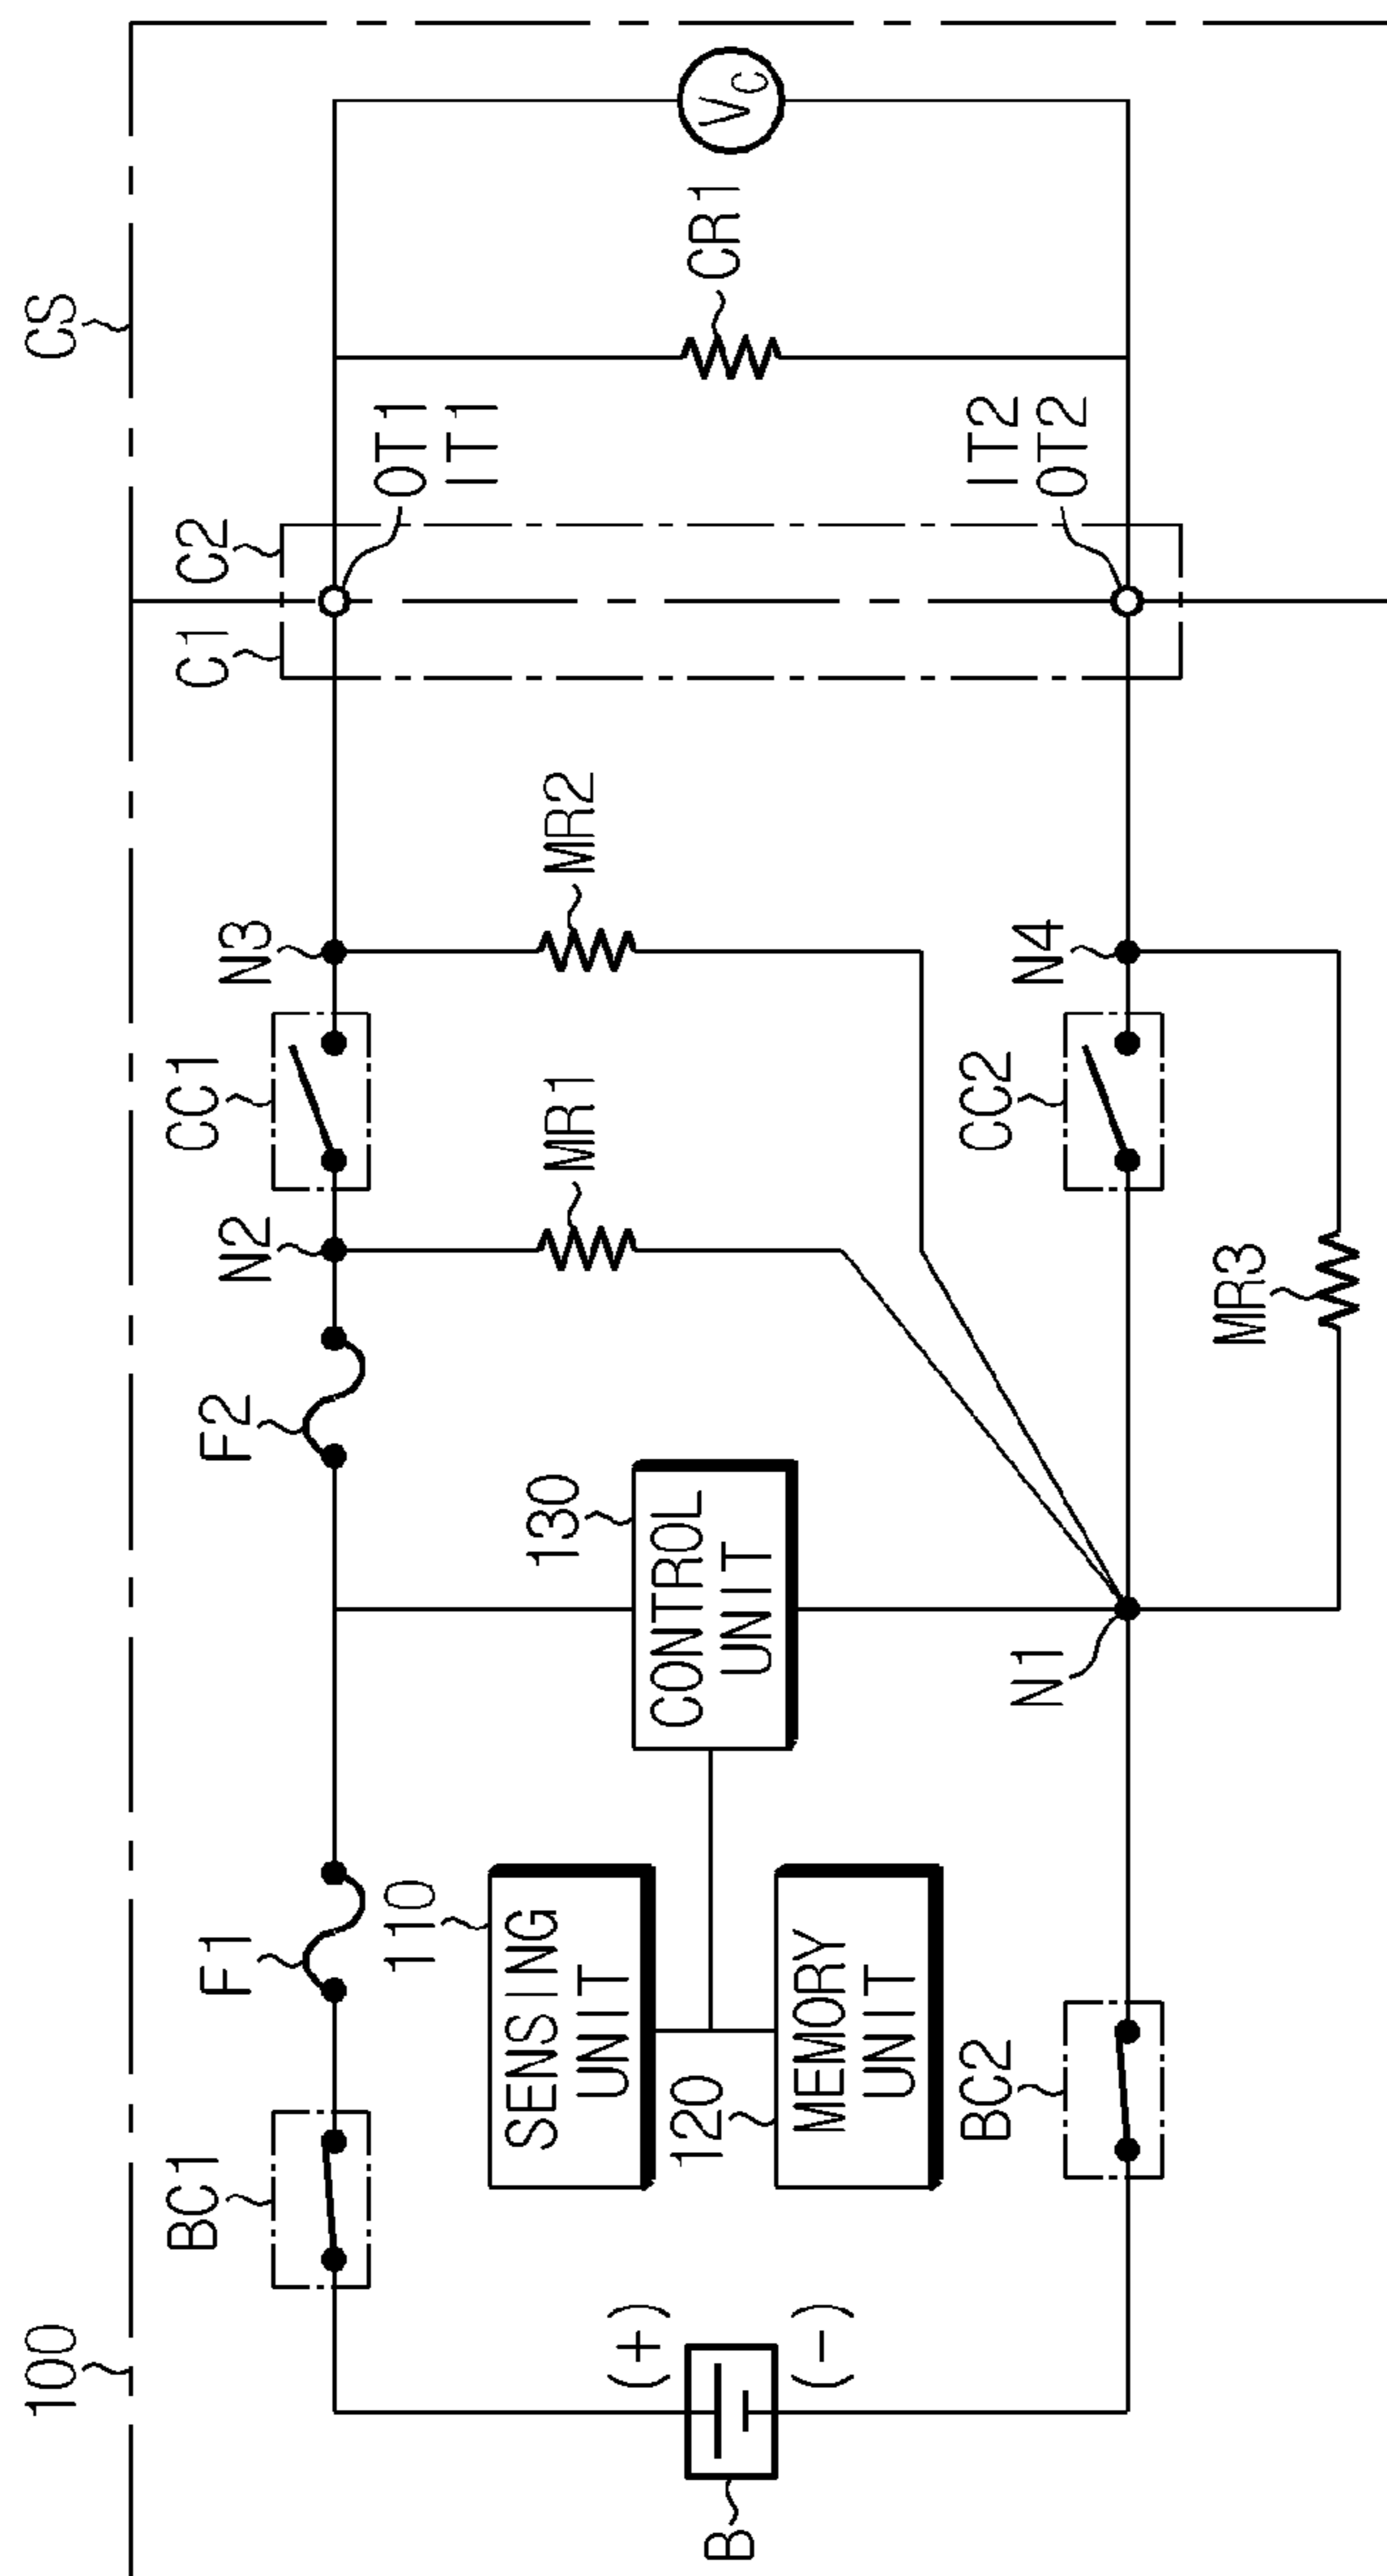 100
CS
BC1
F1
F2
N2
CC1
N3
C1
C2
OT1
IT1
110
SENSING
UNIT
130
CONTROL
UNIT
MR1
MR2
CR1
B
(+)
(-)
120
MEMORY
UNIT
VC
BC2
N1
CC2
N4
IT2
OT2
MR3